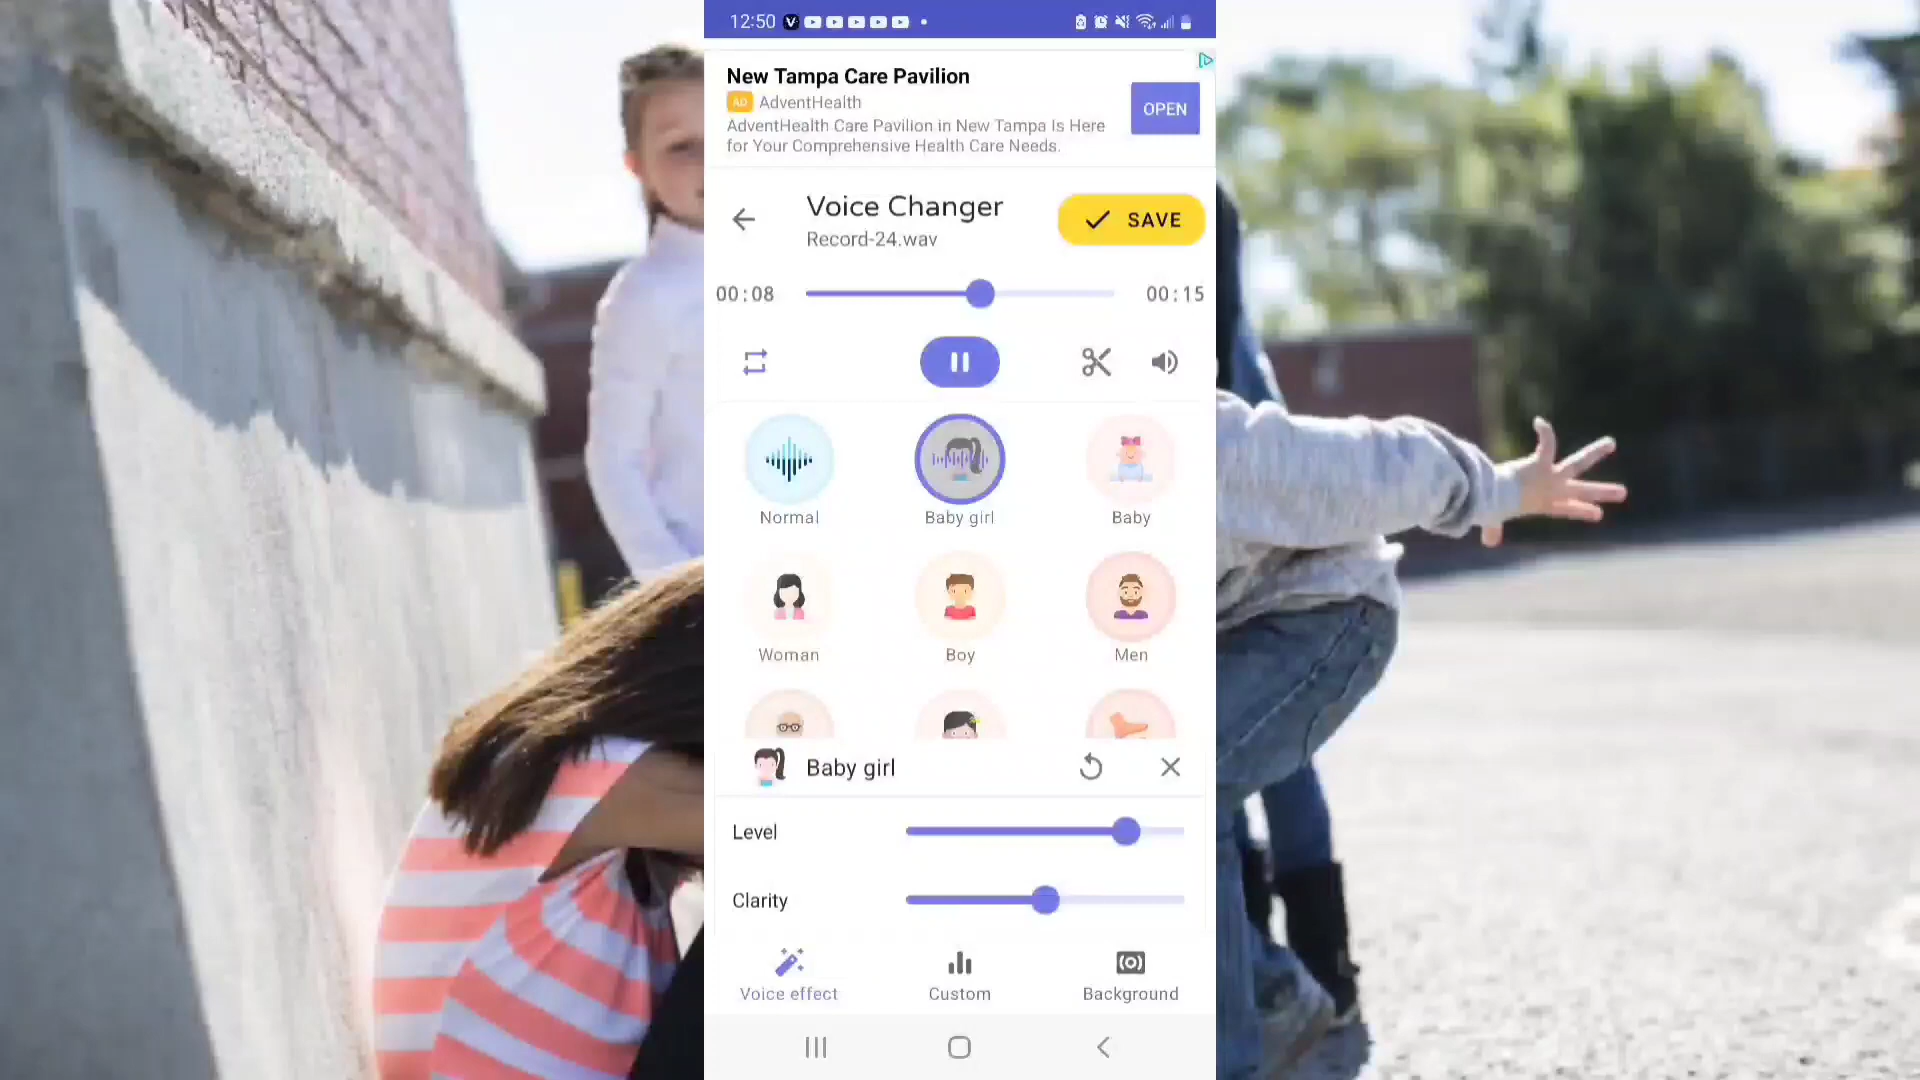 12:50
New Tampa Care Pavilion
AD AdventHealth
AdventHealth Care Pavilion in New Tampa Is Here
for Your Comprehensive Health Care Needs.
OPEN
Voice Changer
Record-24.wav
SAVE
00:08
00:15
Normal
Baby girl
Baby
Woman
Boy
Men
Baby girl
Level
Clarity
Voice effect
Custom
Background